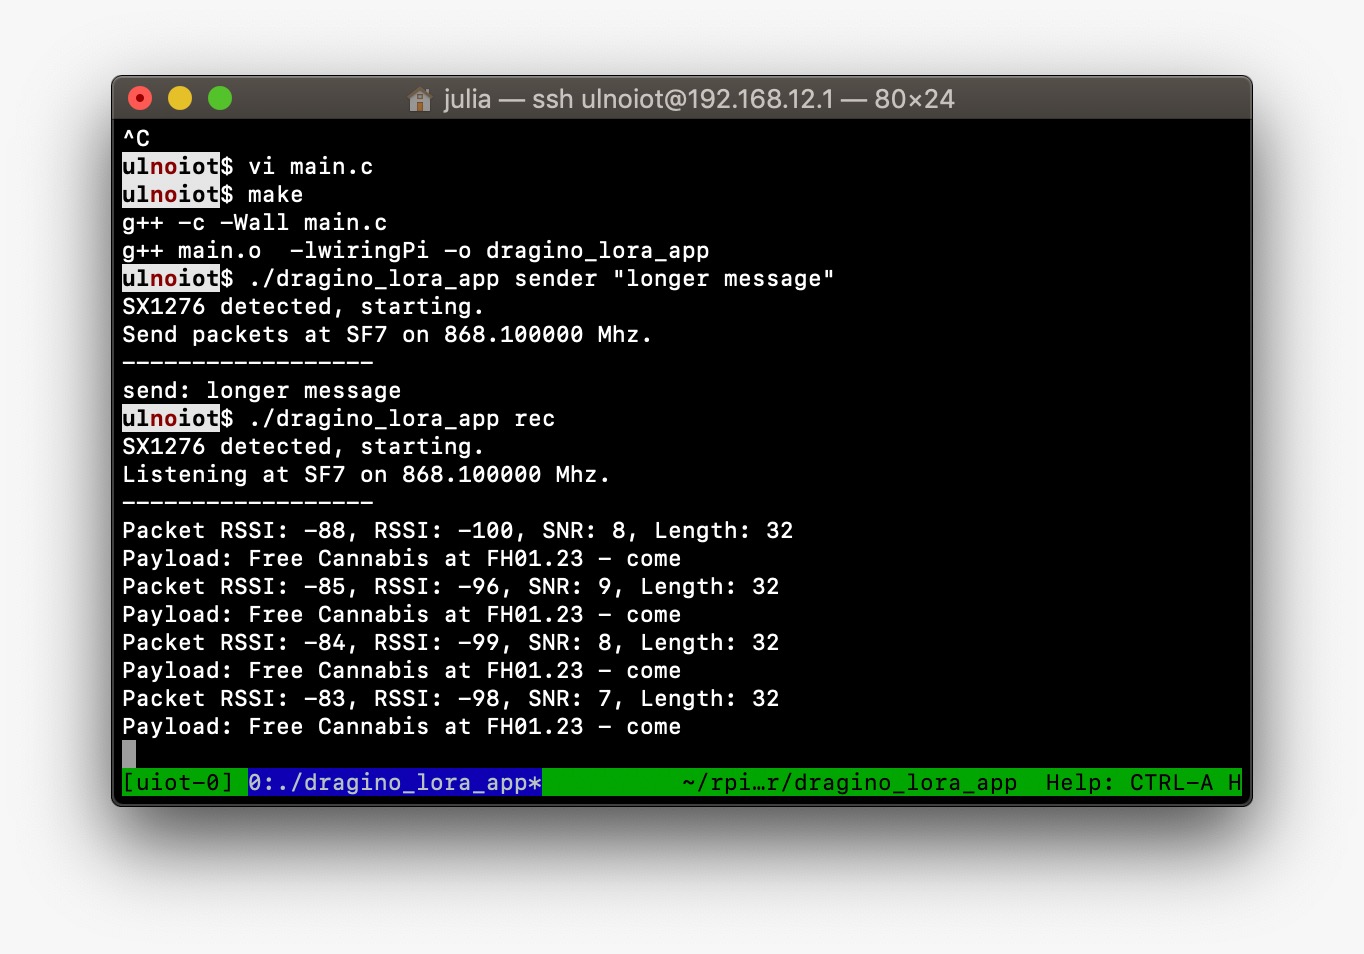 julia — ssh ulnoiot@192.168.12.1 — 80×24
^C
ulnoiot$ vi main.c
ulnoiot$ make
g++ -c -Wall main.c
g++ main.o  -lwiringPi -o dragino_lora_app
ulnoiot$ ./dragino_lora_app sender "longer message"
SX1276 detected, starting.
Send packets at SF7 on 868.100000 Mhz.
------------------
send: longer message
ulnoiot$ ./dragino_lora_app rec
SX1276 detected, starting.
Listening at SF7 on 868.100000 Mhz.
------------------
Packet RSSI: -88, RSSI: -100, SNR: 8, Length: 32
Payload: Free Cannabis at FH01.23 - come
Packet RSSI: -85, RSSI: -96, SNR: 9, Length: 32
Payload: Free Cannabis at FH01.23 - come
Packet RSSI: -84, RSSI: -99, SNR: 8, Length: 32
Payload: Free Cannabis at FH01.23 - come
Packet RSSI: -83, RSSI: -98, SNR: 7, Length: 32
Payload: Free Cannabis at FH01.23 - come
[uiot-0] 0:./dragino_lora_app*          ~/rpi…r/dragino_lora_app  Help: CTRL-A H